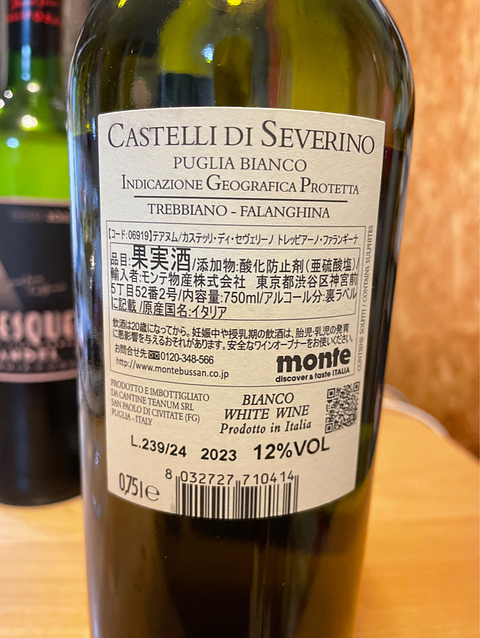 CASTELLI DI SEVERINO
PUGLIA BIANCO
INDICAZIONE GEOGRAFICA PROTETTA
TREBBIANO - FALANGHINA
【コード:06919】テアヌム/カステッリ・ディ・セヴェリーノ トレッビアーノ・ファランギーナ
品目:果実酒/添加物:酸化防止剤(亜硫酸塩)/
輸入者:モンテ物産株式会社 東京都渋谷区神宮前
5丁目52番2号/内容量:750ml/アルコール分:裏ラベル
に記載/原産国名:イタリア
飲酒は20歳になってから。妊娠中や授乳期の飲酒は、胎児・乳児の発育
に悪影響を与えるおそれがあります。安全なワインオープナーをお使いください。
お問合せ先 0120-348-566
http://www.montebussan.co.jp
monte
discover & taste ITALIA
CONTIENE SOLFITI / CONTAINS SULPHITES
PRODOTTO E IMBOTTIGLIATO
DA CANTINE TEANUM SRL
SAN PAOLO DI CIVITATE (FG)
PUGLIA - ITALY
BIANCO
WHITE WINE
Prodotto in Italia
L.239/24 2023 12%VOL
0,75 l e
8 032727 710414
ESQUE